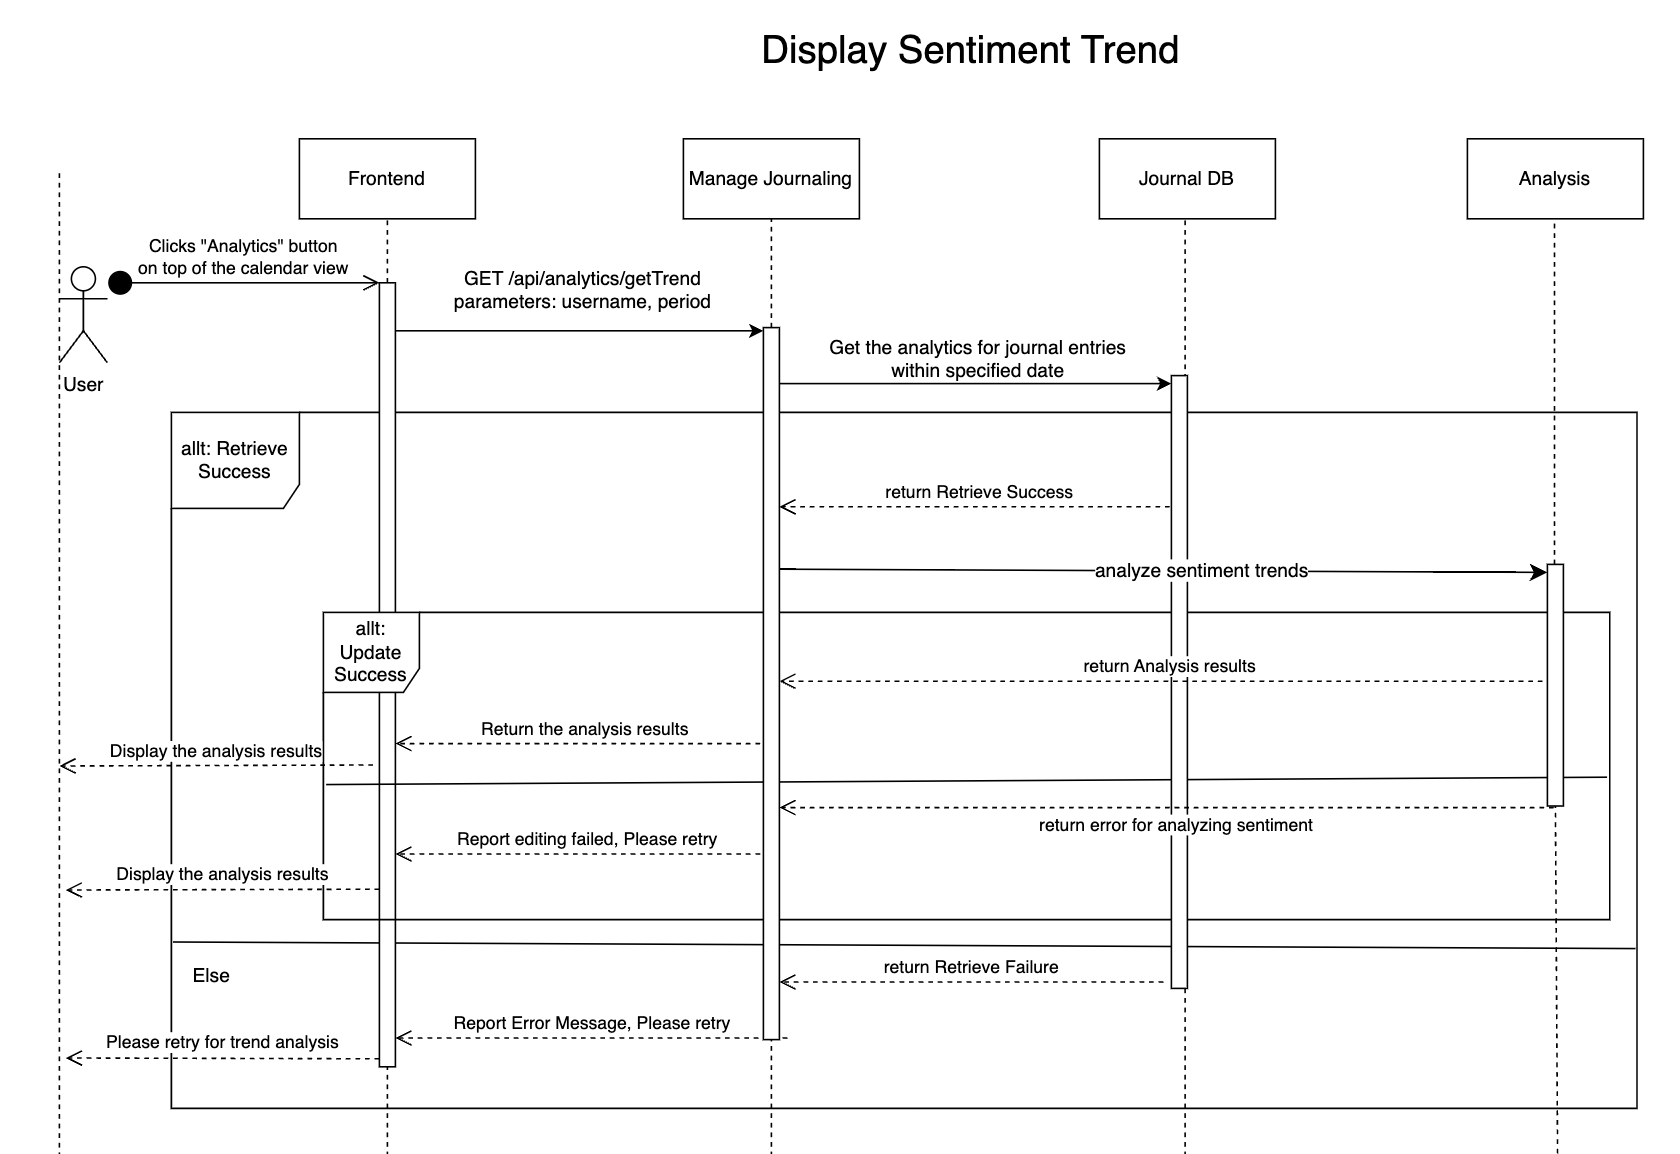 Display Sentiment Trend
Frontend
Manage Journaling
Journal DB
Analysis
Clicks "Analytics" button
on top of the calendar view
GET /api/analytics/getTrend
parameters: username, period
Get the analytics for journal entries
within specified date
User
allt: Retrieve
Success
return Retrieve Success
analyze sentiment trends
allt:
Update
Success
return Analysis results
Return the analysis results
Display the analysis results
return error for analyzing sentiment
Report editing failed, Please retry
Display the analysis results
Else
return Retrieve Failure
Report Error Message, Please retry
Please retry for trend analysis